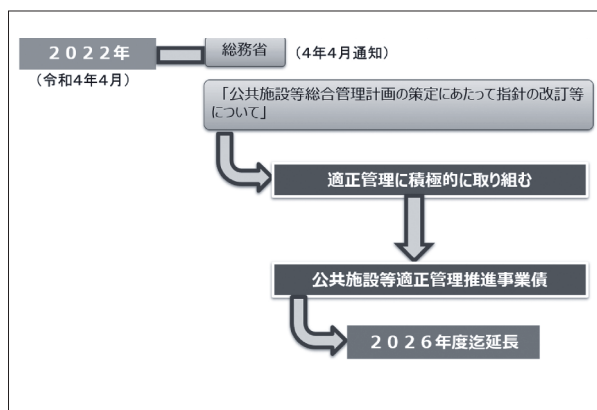 ２０２２年 総務省 (4年4月通知)
(令和4年4月)
「公共施設等総合管理計画の策定にあたって指針の改訂等
について」
適正管理に積極的に取り組む
公共施設等適正管理推進事業債
２０２６年度迄延長